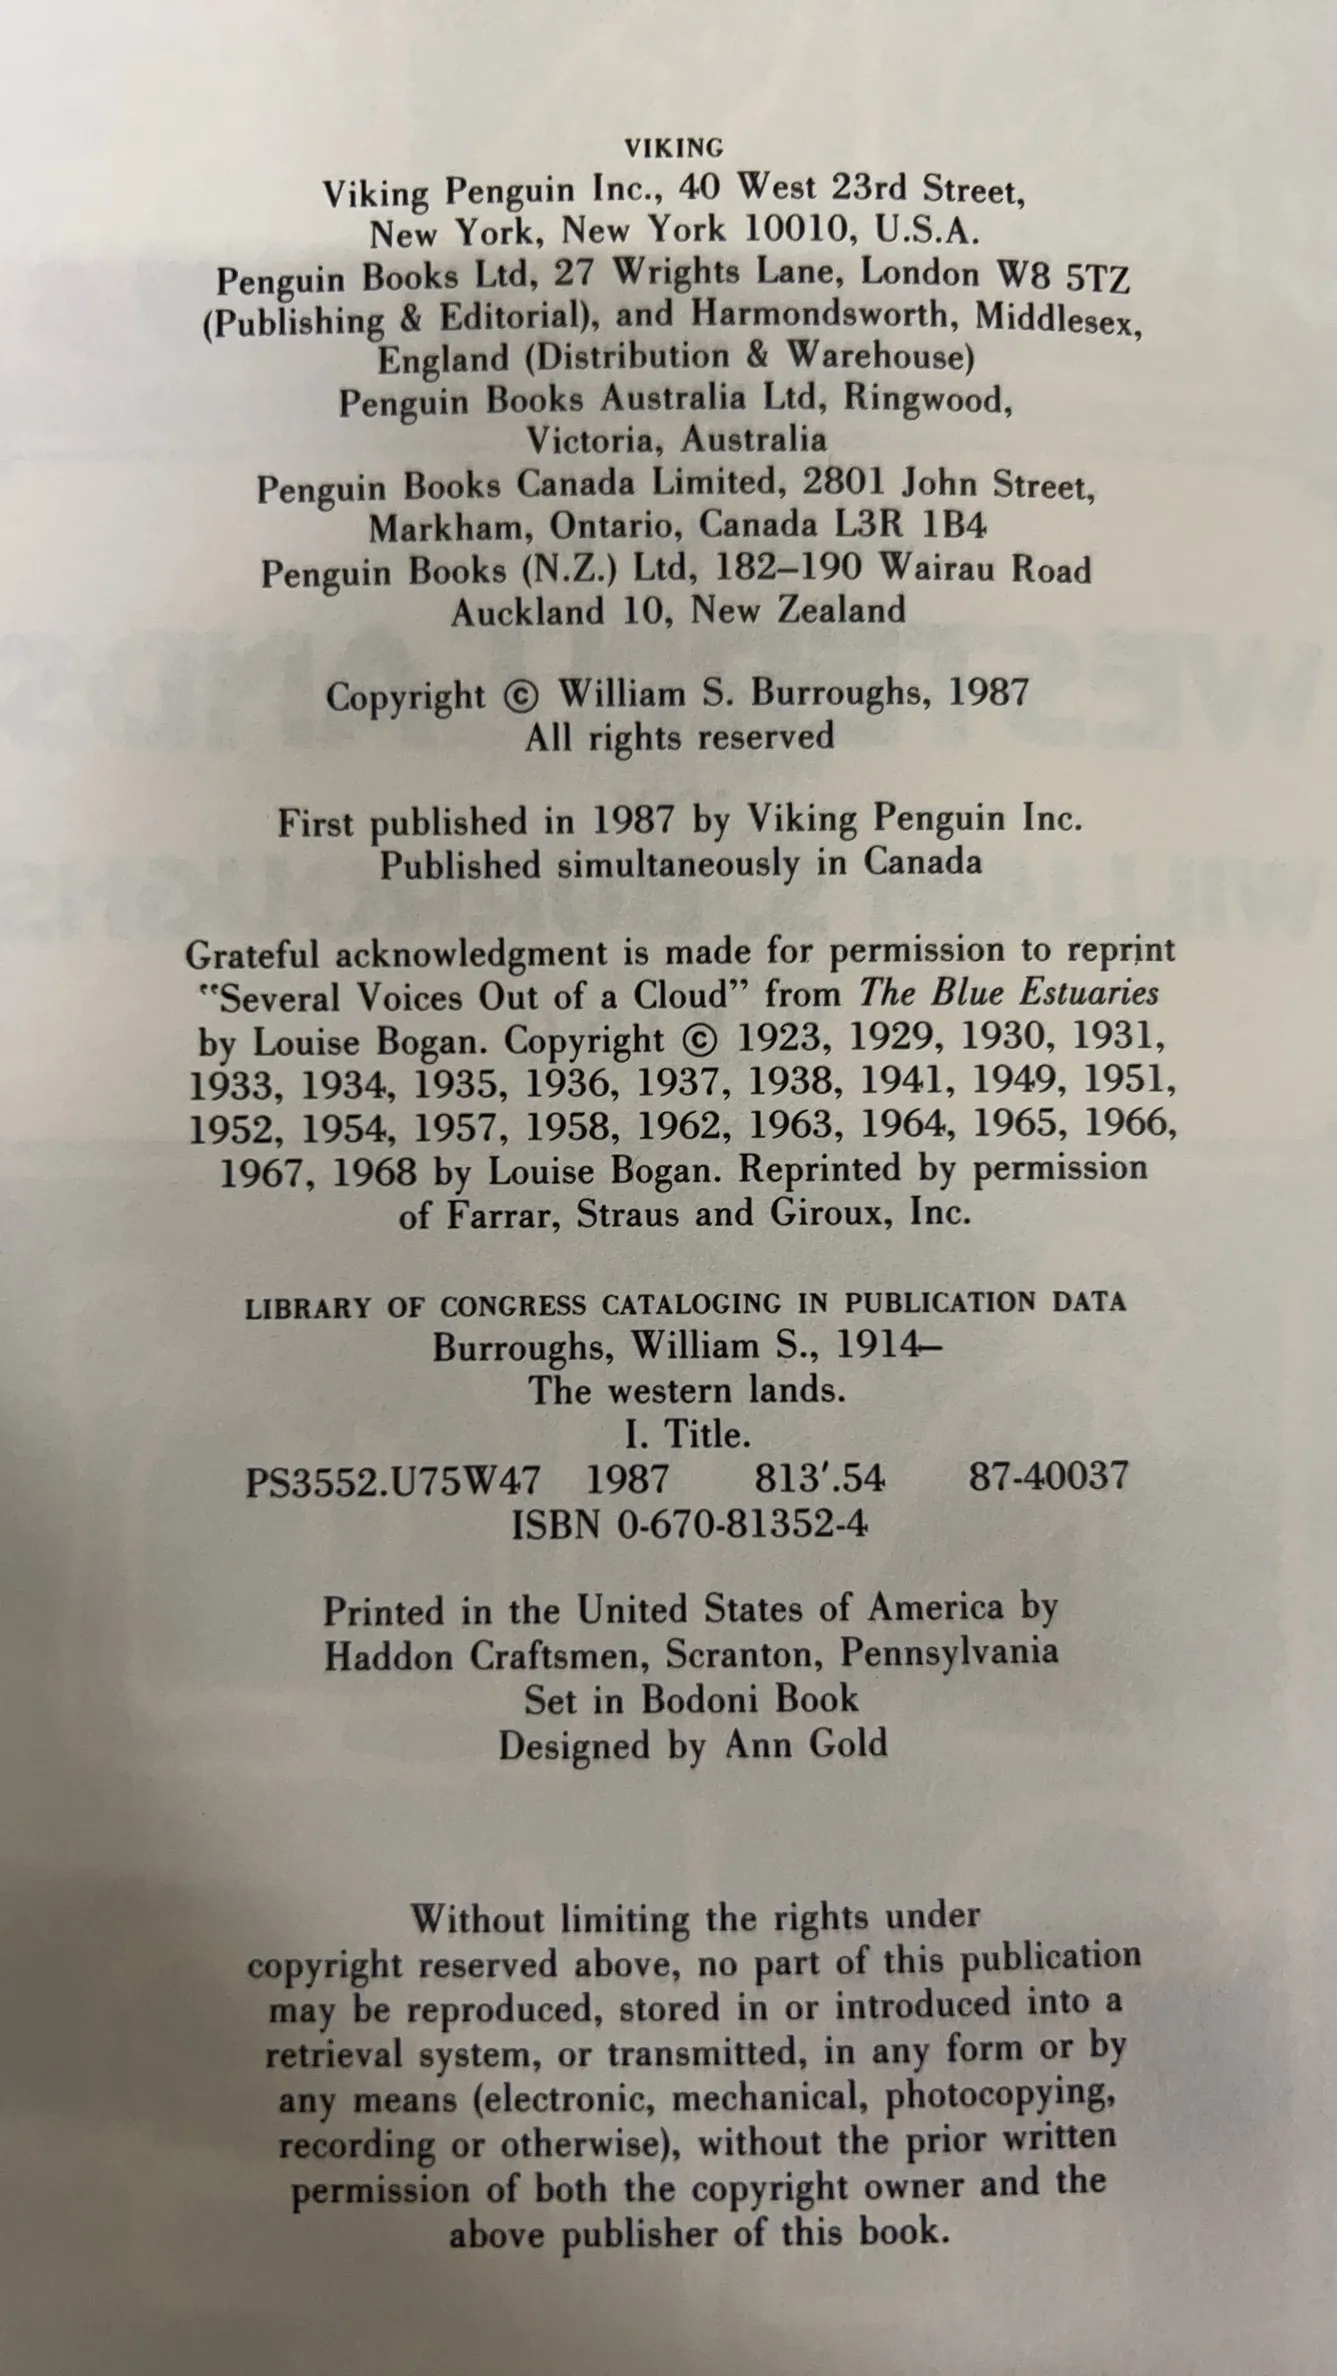 VIKING
Viking Penguin Inc., 40 West 23rd Street,
New York, New York 10010, U.S.A.
Penguin Books Ltd, 27 Wrights Lane, London W8 5TZ
(Publishing & Editorial), and Harmondsworth, Middlesex,
England (Distribution & Warehouse)
Penguin Books Australia Ltd, Ringwood,
Victoria, Australia
Penguin Books Canada Limited, 2801 John Street,
Markham, Ontario, Canada L3R 1B4
Penguin Books (N.Z.) Ltd, 182–190 Wairau Road
Auckland 10, New Zealand
Copyright © William S. Burroughs, 1987
All rights reserved
First published in 1987 by Viking Penguin Inc.
Published simultaneously in Canada
Grateful acknowledgment is made for permission to reprint
"Several Voices Out of a Cloud" from The Blue Estuaries
by Louise Bogan. Copyright © 1923, 1929, 1930, 1931,
1933, 1934, 1935, 1936, 1937, 1938, 1941, 1949, 1951,
1952, 1954, 1957, 1958, 1962, 1963, 1964, 1965, 1966,
1967, 1968 by Louise Bogan. Reprinted by permission
of Farrar, Straus and Giroux, Inc.
LIBRARY OF CONGRESS CATALOGING IN PUBLICATION DATA
Burroughs, William S., 1914–
The western lands.
I. Title.
PS3552.U75W47 1987 813′.54 87-40037
ISBN 0-670-81352-4
Printed in the United States of America by
Haddon Craftsmen, Scranton, Pennsylvania
Set in Bodoni Book
Designed by Ann Gold
Without limiting the rights under
copyright reserved above, no part of this publication
may be reproduced, stored in or introduced into a
retrieval system, or transmitted, in any form or by
any means (electronic, mechanical, photocopying,
recording or otherwise), without the prior written
permission of both the copyright owner and the
above publisher of this book.